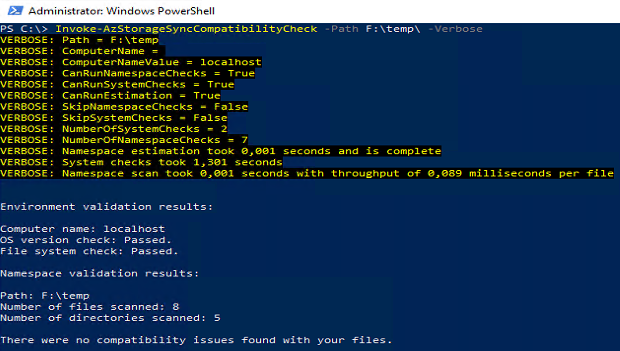 Administrator: Windows PowerShell
PS C:\> Invoke-AzStorageSyncCompatibilityCheck -Path F:\temp\ -Verbose
VERBOSE: Path = F:\temp
VERBOSE: ComputerName =
VERBOSE: ComputerNameValue = localhost
VERBOSE: CanRunNamespaceChecks = True
VERBOSE: CanRunSystemChecks = True
VERBOSE: CanRunEstimation = True
VERBOSE: SkipNamespaceChecks = False
VERBOSE: SkipSystemChecks = False
VERBOSE: NumberOfSystemChecks = 2
VERBOSE: NumberOfNamespaceChecks = 7
VERBOSE: Namespace estimation took 0,001 seconds and is complete
VERBOSE: System checks took 1,301 seconds
VERBOSE: Namespace scan took 0,001 seconds with throughput of 0,089 milliseconds per file
Environment validation results:
Computer name: localhost
OS version check: Passed.
File system check: Passed.
Namespace validation results:
Path: F:\temp
Number of files scanned: 8
Number of directories scanned: 5
There were no compatibility issues found with your files.